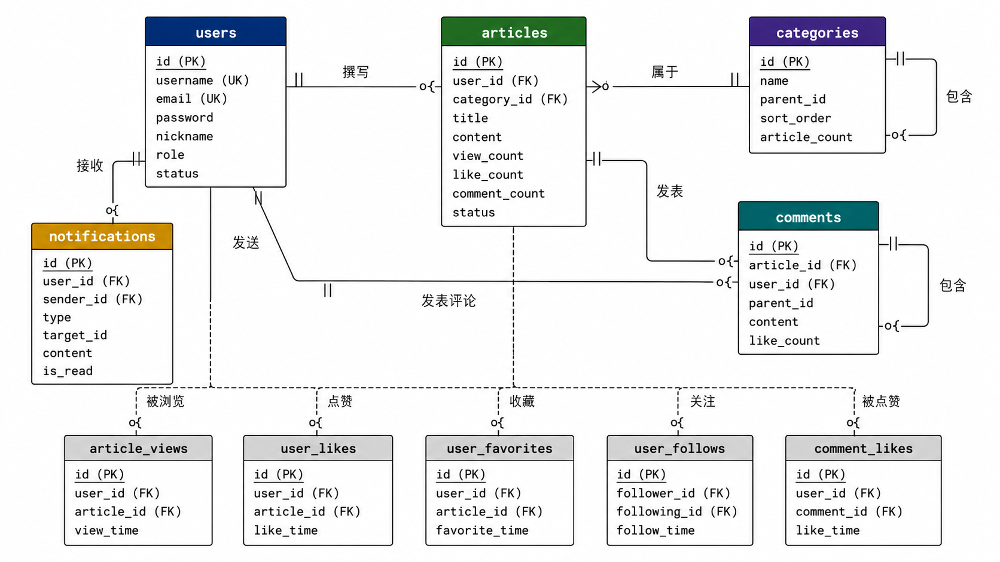 users
id (PK)
username (UK)
email (UK)
password
nickname
role
status
撰写
articles
id (PK)
user_id (FK)
category_id (FK)
title
content
view_count
like_count
comment_count
status
属于
categories
id (PK)
name
parent_id
sort_order
article_count
包含
接收
notifications
id (PK)
user_id (FK)
sender_id (FK)
type
target_id
content
is_read
发送
发表评论
发表
comments
id (PK)
article_id (FK)
user_id (FK)
parent_id
content
like_count
包含
被浏览
点赞
收藏
关注
被点赞
article_views
id (PK)
user_id (FK)
article_id (FK)
view_time
user_likes
id (PK)
user_id (FK)
article_id (FK)
like_time
user_favorites
id (PK)
user_id (FK)
article_id (FK)
favorite_time
user_follows
id (PK)
follower_id (FK)
following_id (FK)
follow_time
comment_likes
id (PK)
user_id (FK)
comment_id (FK)
like_time